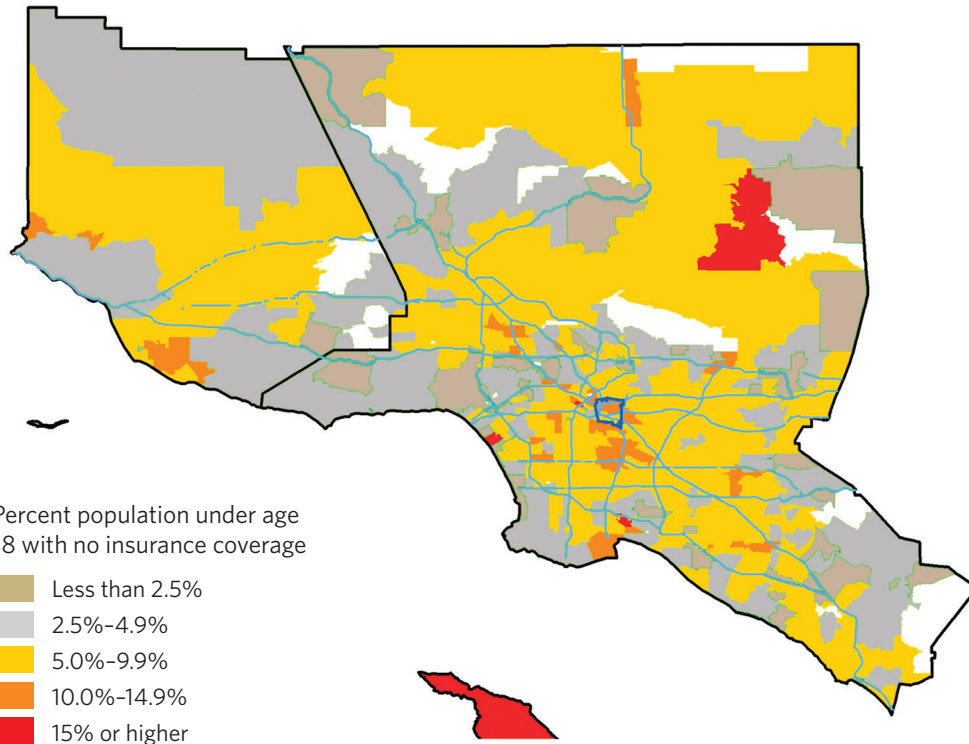 Percent population under age
8 with no insurance coverage
Less than 2.5%
2.5%–4.9%
5.0%–9.9%
10.0%–14.9%
15% or higher